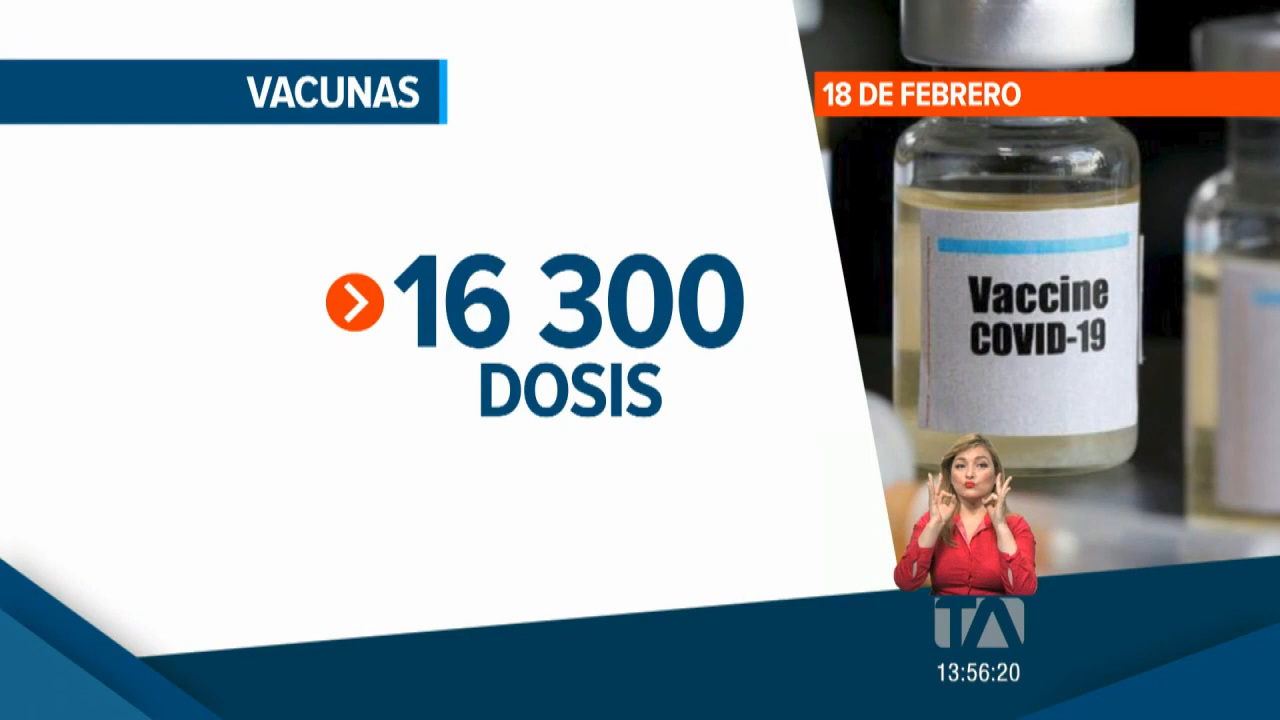 VACUNAS
18 DE FEBRERO
16 300
DOSIS
Vaccine
COVID-19
TA
13:56:20